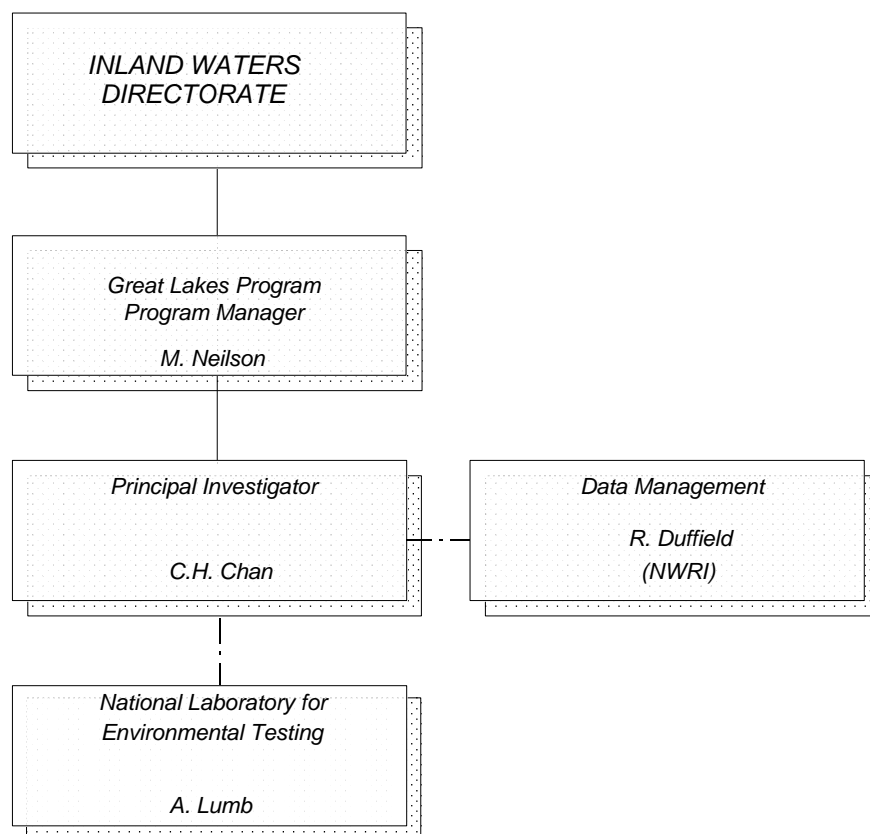 INLAND WATERS
DIRECTORATE
Great Lakes Program
Program Manager
M. Neilson
Principal Investigator
C.H. Chan
Data Management
R. Duffield
(NWRI)
National Laboratory for
Environmental Testing
A. Lumb